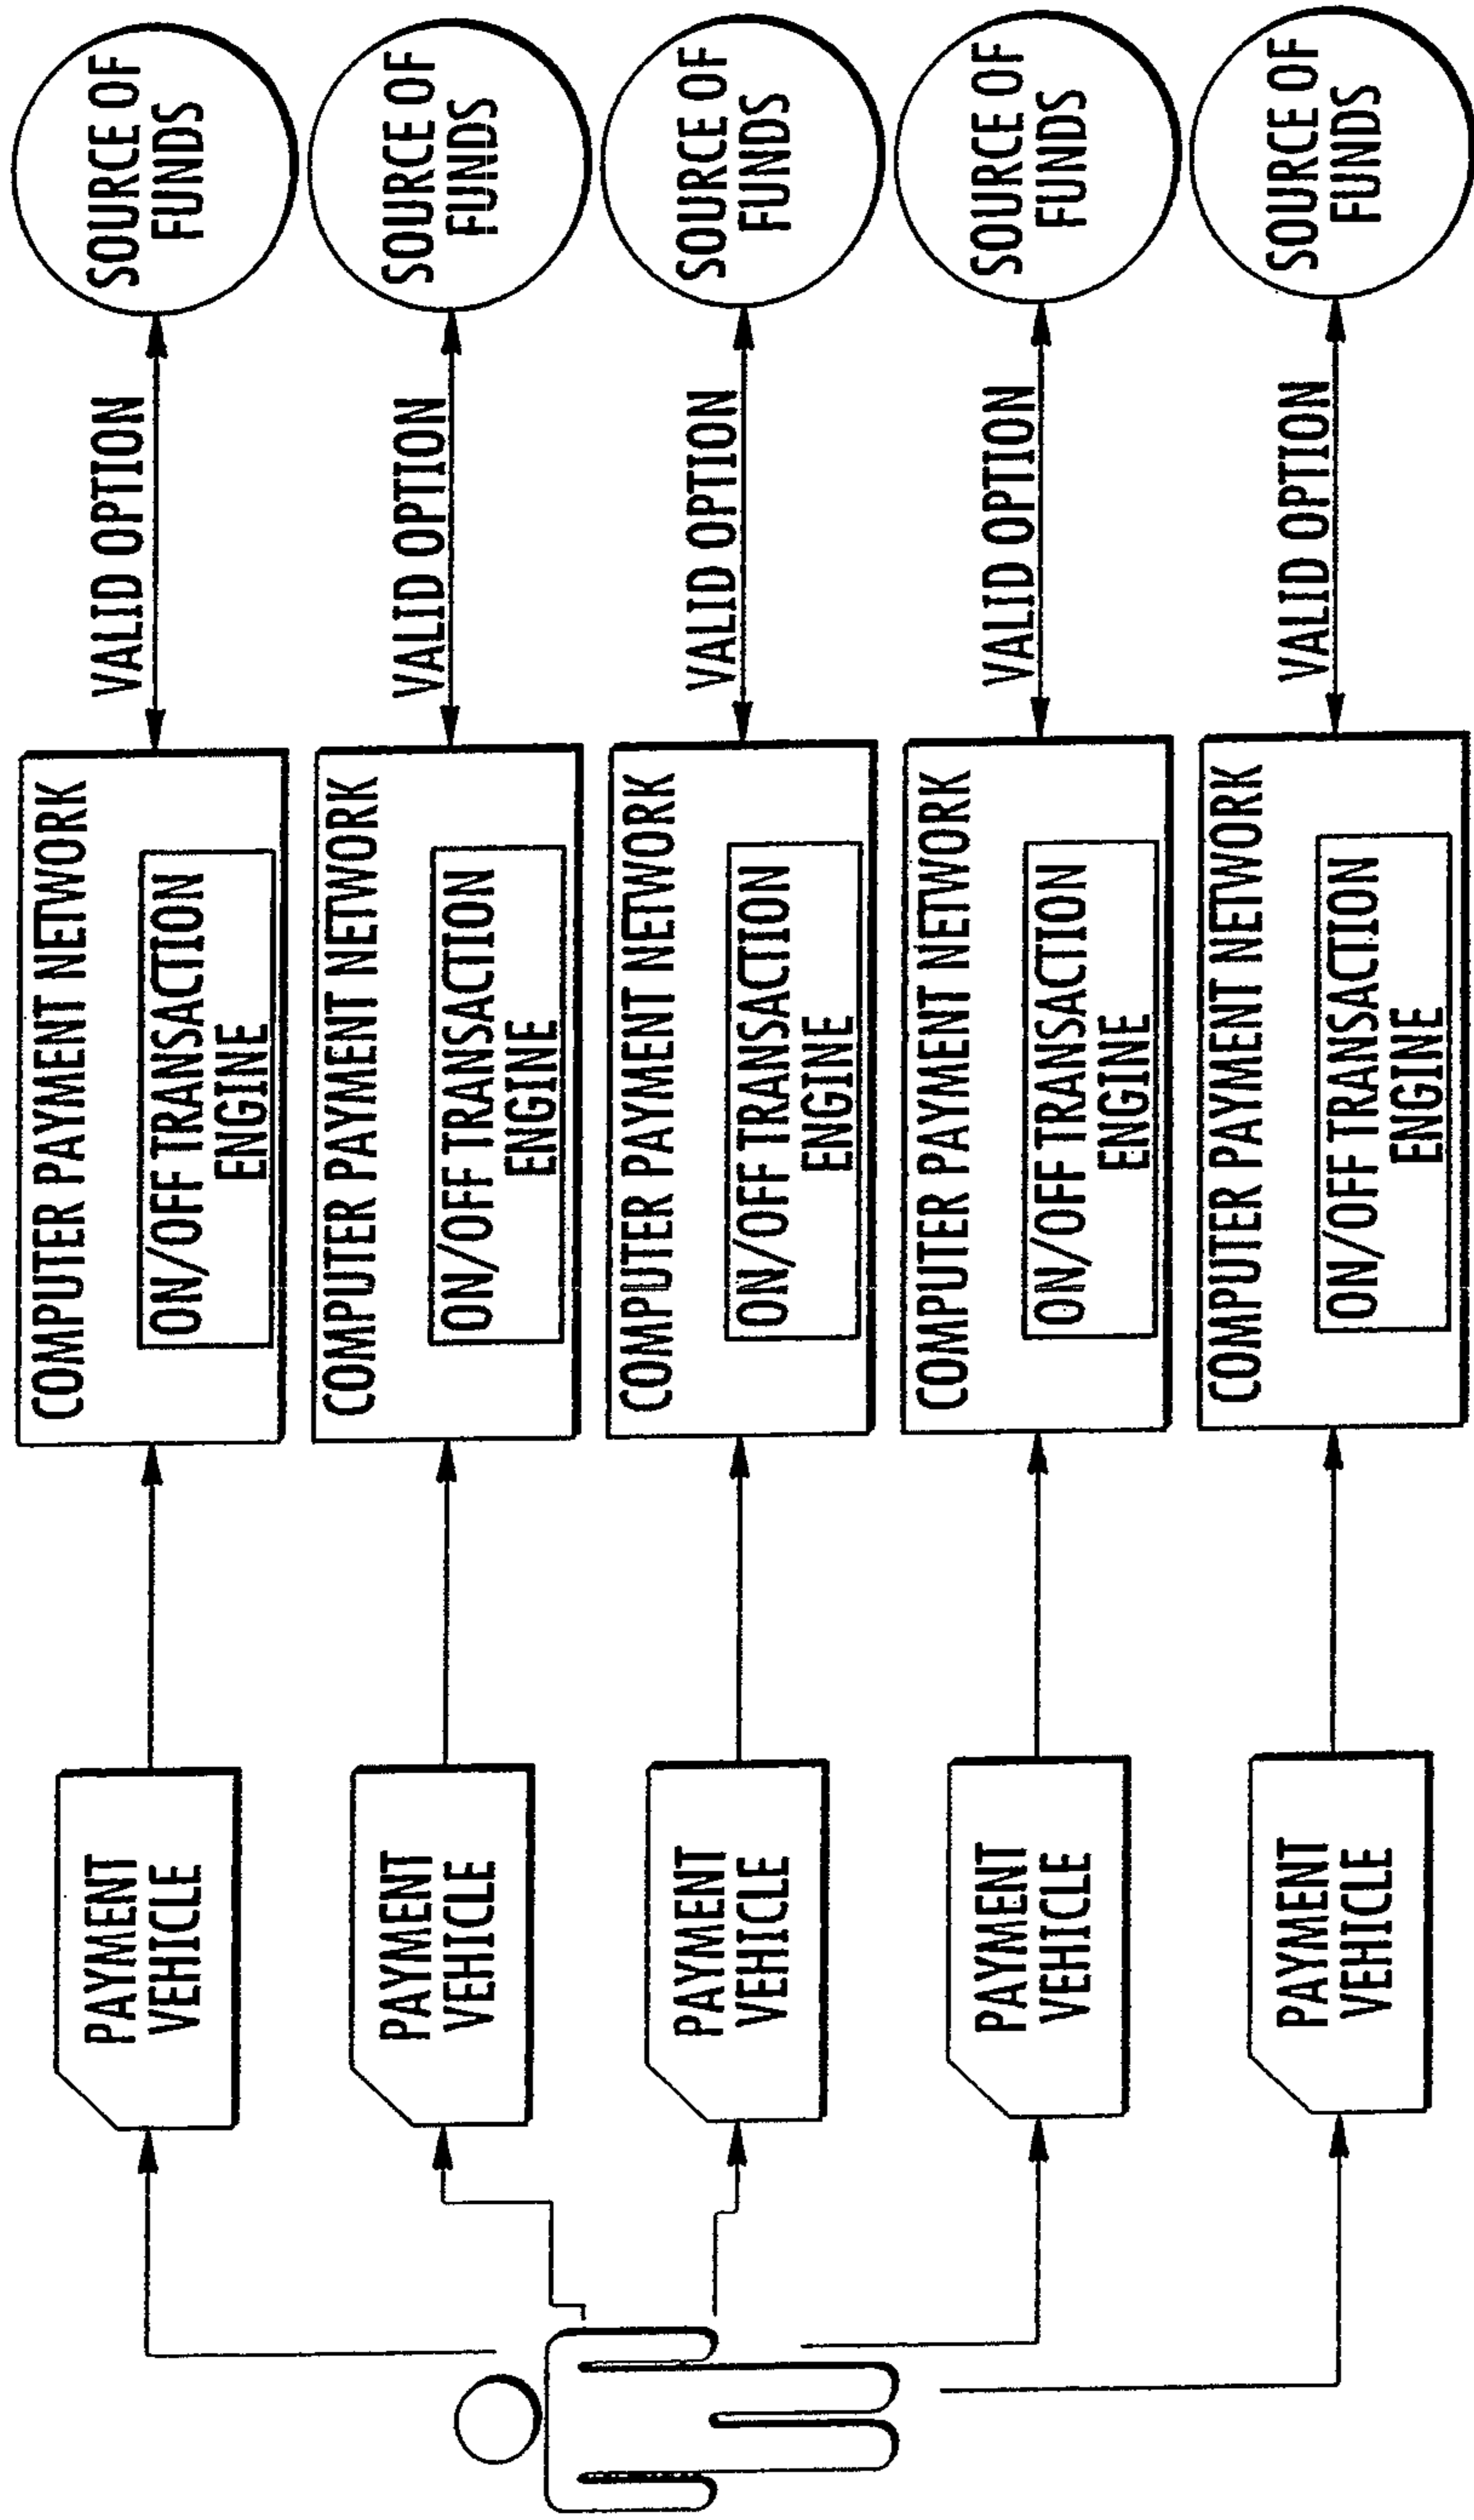 PAYMENT
VEHICLE
COMPUTER PAYMENT NETWORK
ON/OFF TRANSACTION
ENGINE
VALID OPTION
SOURCE OF
FUNDS
PAYMENT
VEHICLE
COMPUTER PAYMENT NETWORK
ON/OFF TRANSACTION
ENGINE
VALID OPTION
SOURCE OF
FUNDS
PAYMENT
VEHICLE
COMPUTER PAYMENT NETWORK
ON/OFF TRANSACTION
ENGINE
VALID OPTION
SOURCE OF
FUNDS
PAYMENT
VEHICLE
COMPUTER PAYMENT NETWORK
ON/OFF TRANSACTION
ENGINE
VALID OPTION
SOURCE OF
FUNDS
PAYMENT
VEHICLE
COMPUTER PAYMENT NETWORK
ON/OFF TRANSACTION
ENGINE
VALID OPTION
SOURCE OF
FUNDS